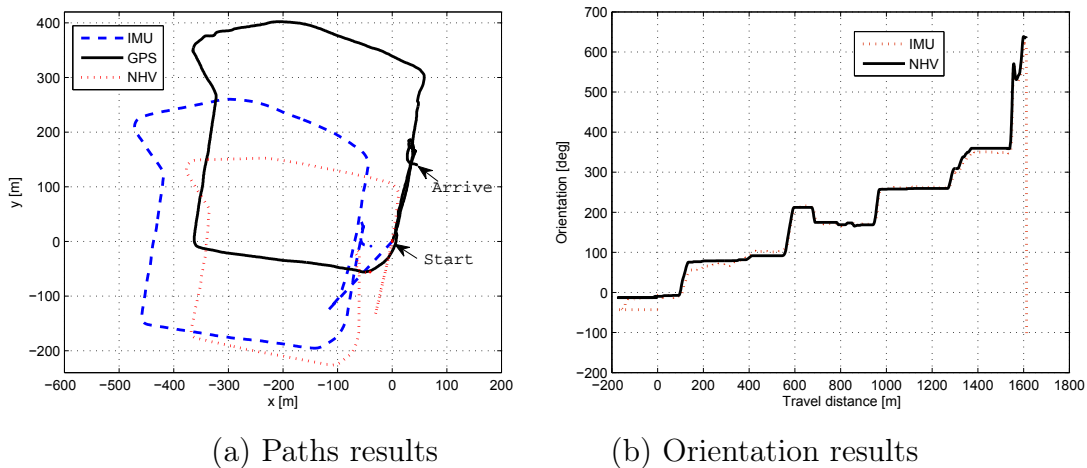 400
300
200
100
0
−100
−200
−600 −500 −400 −300 −200 −100 0 100 200
x [m]
y [m]
IMU
GPS
NHV
Arrive
Start
(a) Paths results
700
600
500
400
300
200
100
0
−100
−200
−200 0 200 400 600 800 1000 1200 1400 1600 1800
Travel distance [m]
Orientation [deg]
IMU
NHV
(b) Orientation results